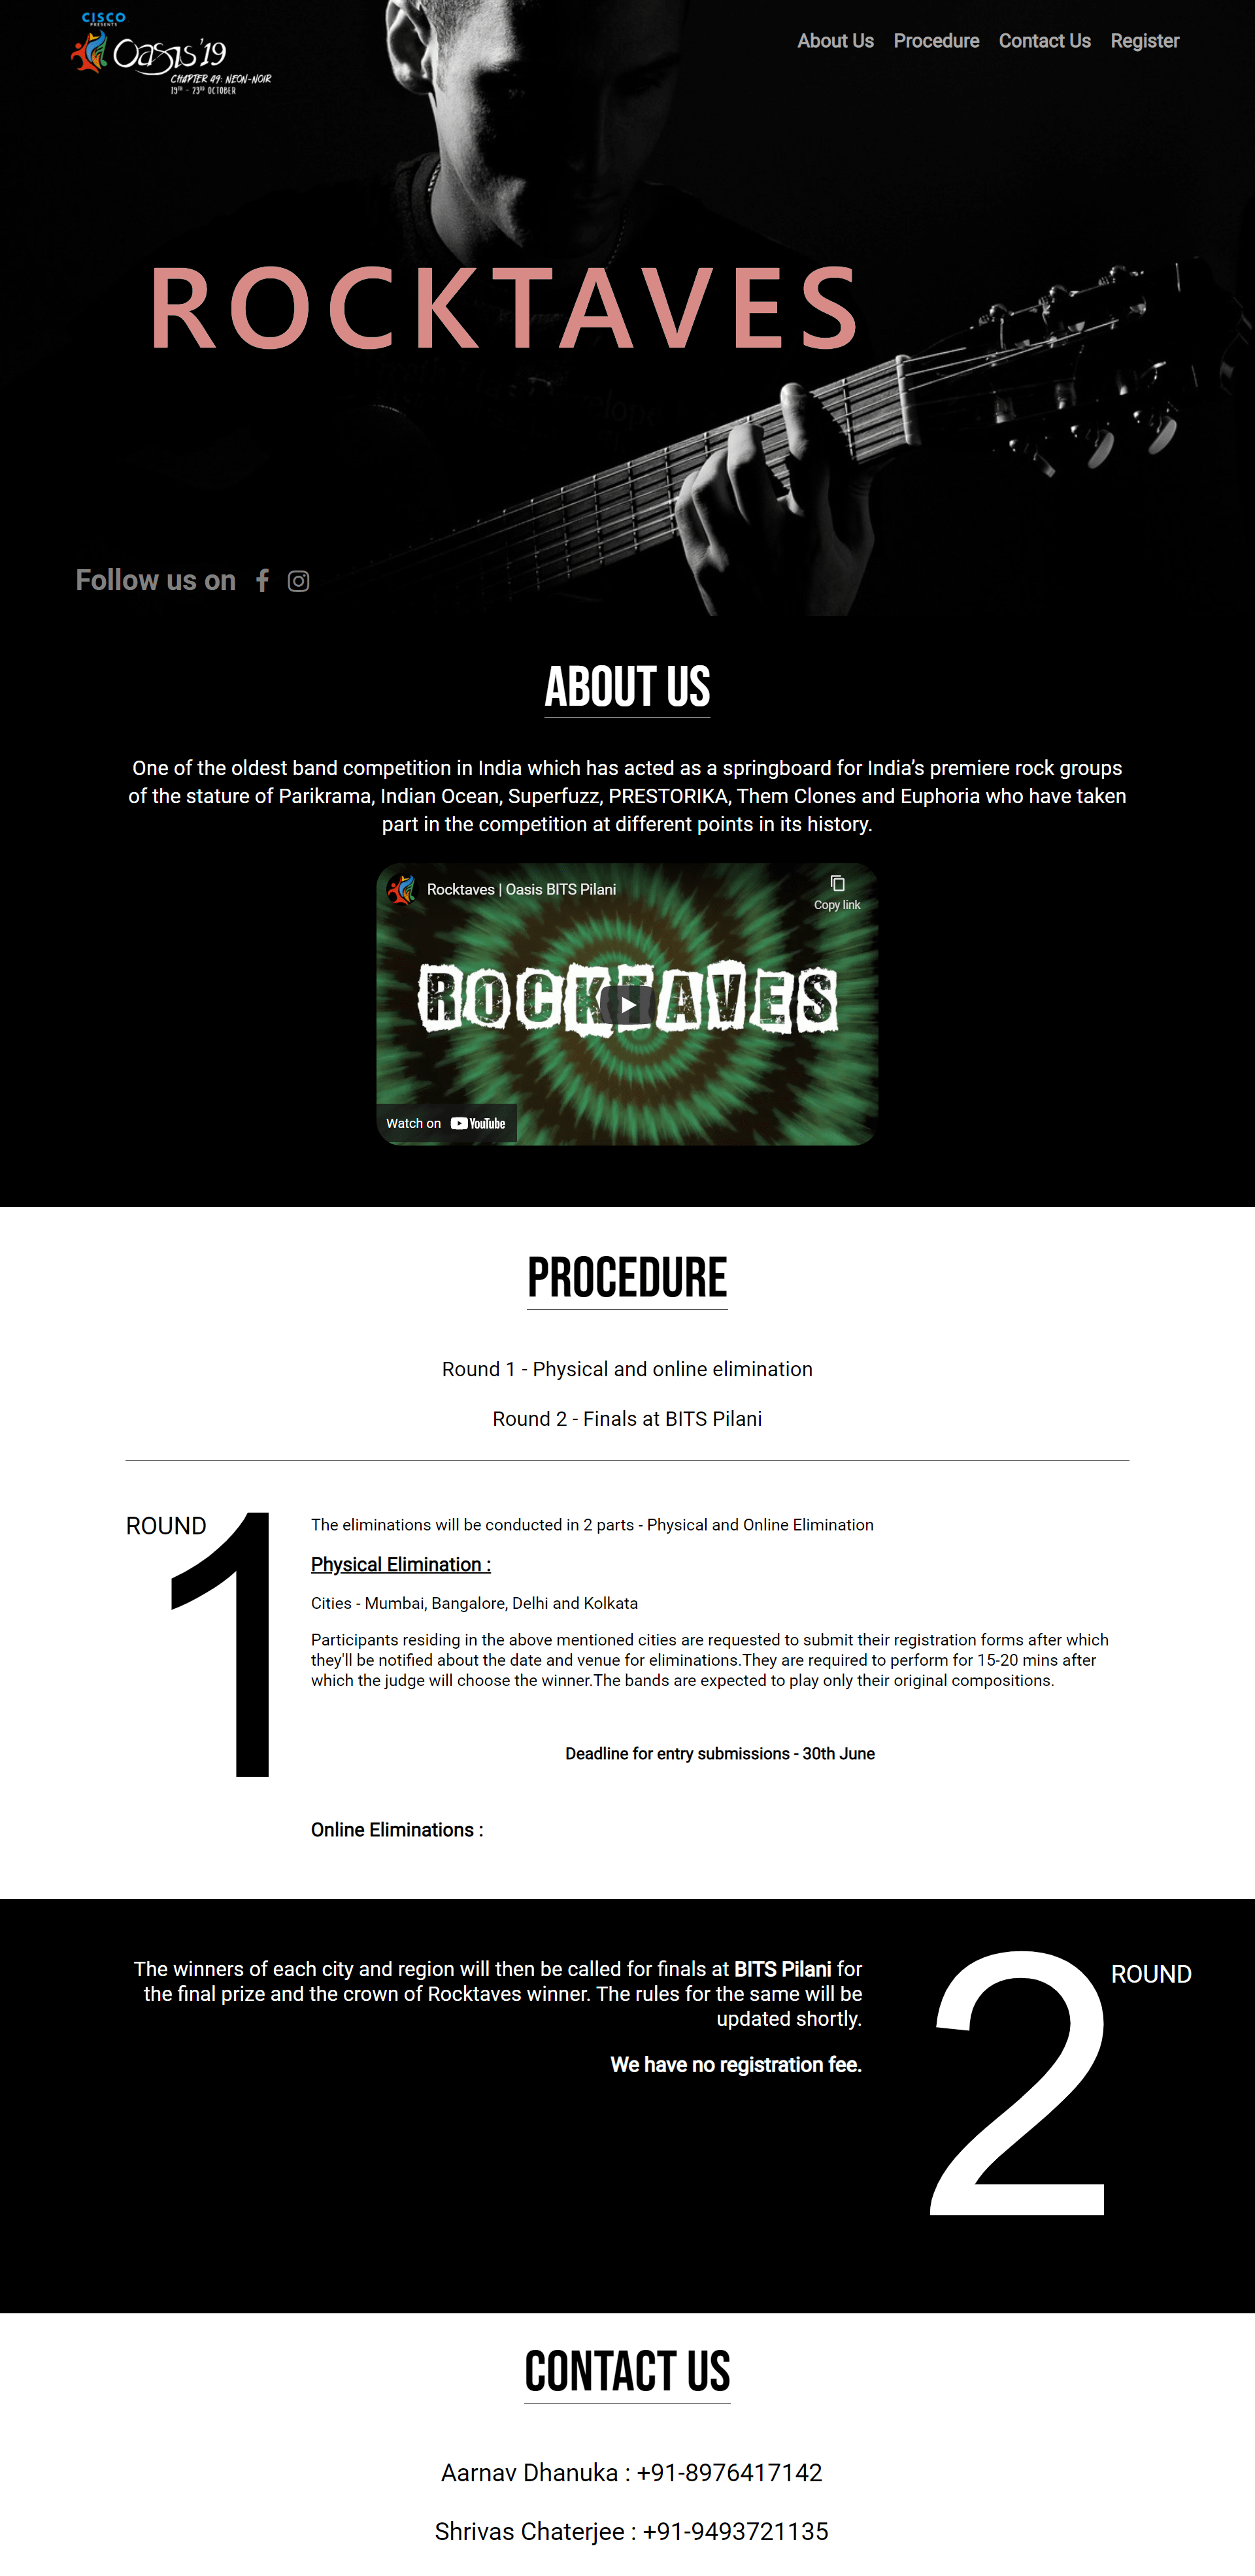 CISCO
PRESENTS
Oasis'19
CHAPTER 49: NEON-NOIR
19TH - 23RD OCTOBER
About Us Procedure Contact Us Register
ROCKTAVES
Follow us on
ABOUT US
One of the oldest band competition in India which has acted as a springboard for India’s premiere rock groups
of the stature of Parikrama, Indian Ocean, Superfuzz, PRESTORIKA, Them Clones and Euphoria who have taken
part in the competition at different points in its history.
Rocktaves | Oasis BITS Pilani
Copy link
ROCKTAVES
Watch on YouTube
PROCEDURE
Round 1 - Physical and online elimination
Round 2 - Finals at BITS Pilani
ROUND 1
The eliminations will be conducted in 2 parts - Physical and Online Elimination
Physical Elimination :
Cities - Mumbai, Bangalore, Delhi and Kolkata
Participants residing in the above mentioned cities are requested to submit their registration forms after which
they'll be notified about the date and venue for eliminations.They are required to perform for 15-20 mins after
which the judge will choose the winner.The bands are expected to play only their original compositions.
Deadline for entry submissions - 30th June
Online Eliminations :
The winners of each city and region will then be called for finals at BITS Pilani for
the final prize and the crown of Rocktaves winner. The rules for the same will be
updated shortly.
We have no registration fee.
2 ROUND
CONTACT US
Aarnav Dhanuka : +91-8976417142
Shrivas Chaterjee : +91-9493721135